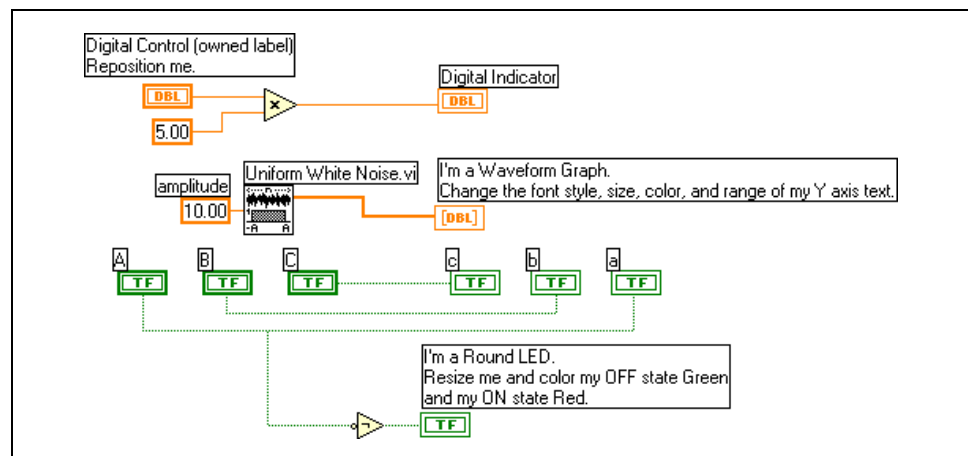 Digital Control (owned label)
Reposition me.
DBL
×
5.00
Digital Indicator
DBL
Uniform White Noise.vi
amplitude
10.00
-A A
I'm a Waveform Graph.
Change the font style, size, color, and range of my Y axis text.
[DBL]
A B C c b a
TF TF TF TF TF TF
I'm a Round LED.
Resize me and color my OFF state Green
and my ON state Red.
TF